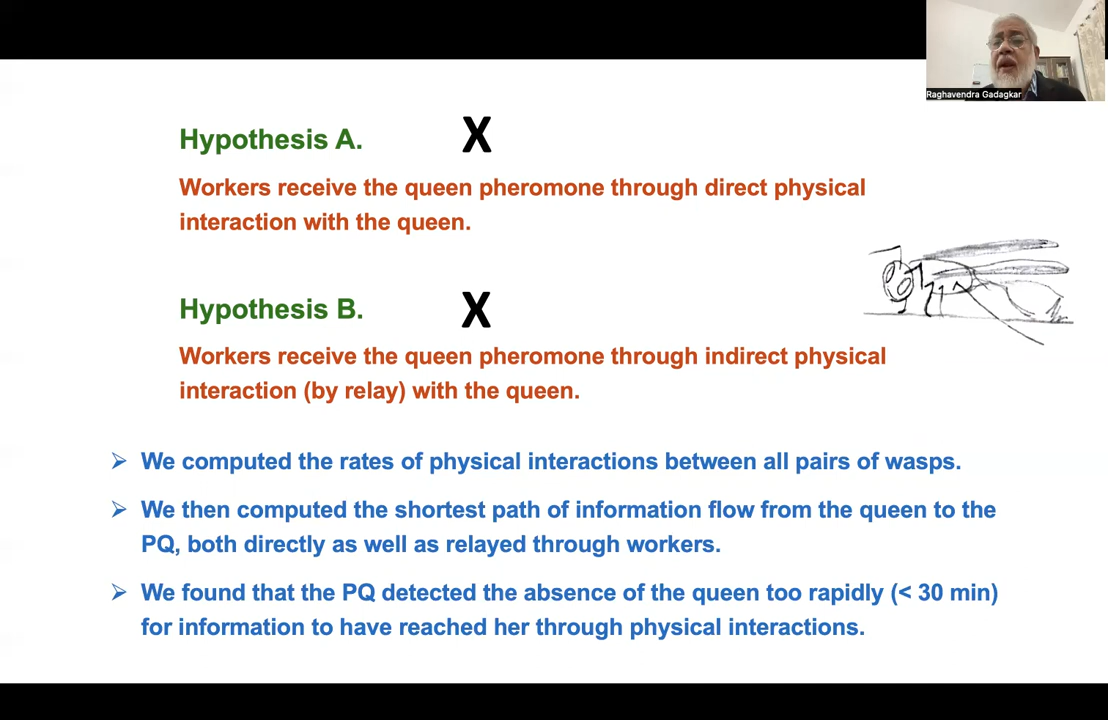 Raghavendra Gadagkar
Hypothesis A. X
Workers receive the queen pheromone through direct physical
interaction with the queen.
Hypothesis B. X
Workers receive the queen pheromone through indirect physical
interaction (by relay) with the queen.
➢ We computed the rates of physical interactions between all pairs of wasps.
➢ We then computed the shortest path of information flow from the queen to the
PQ, both directly as well as relayed through workers.
➢ We found that the PQ detected the absence of the queen too rapidly (< 30 min)
for information to have reached her through physical interactions.